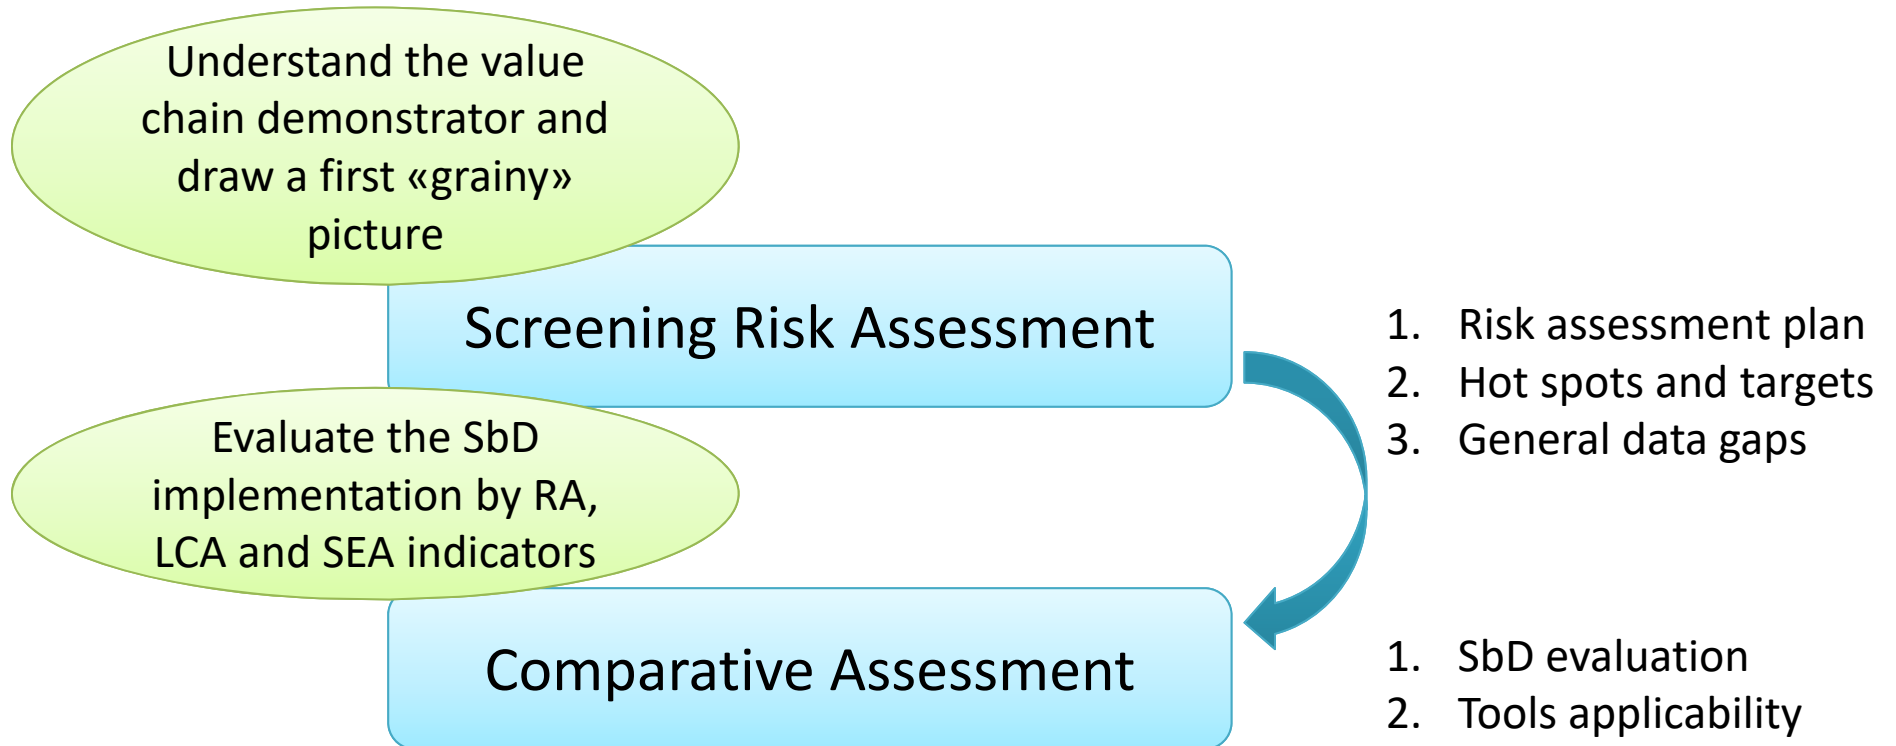 Understand the value
chain demonstrator and
draw a first «grainy»
picture
Screening Risk Assessment
1. Risk assessment plan
2. Hot spots and targets
3. General data gaps
Evaluate the SbD
implementation by RA,
LCA and SEA indicators
Comparative Assessment
1. SbD evaluation
2. Tools applicability